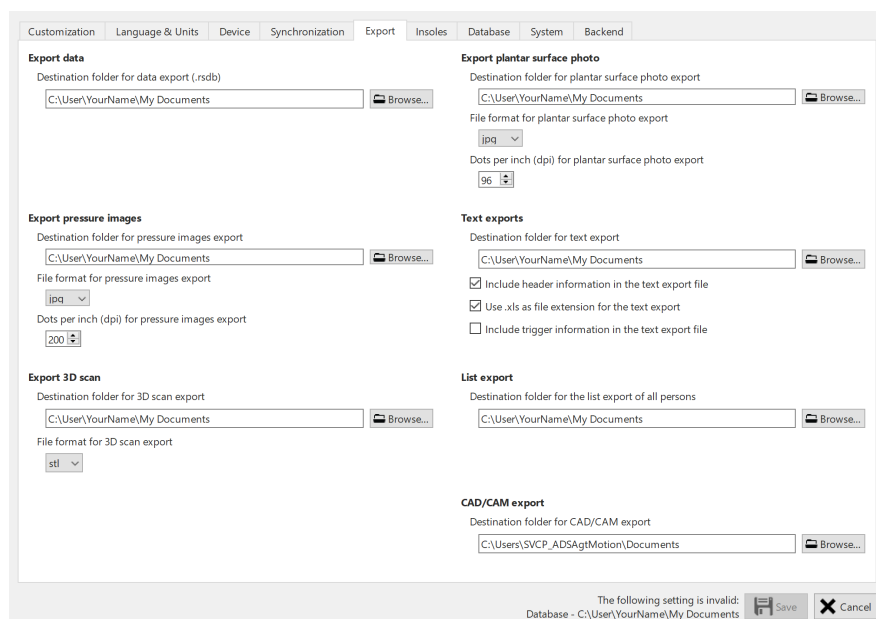 Customization Language & Units Device Synchronization Export Insoles Database System Backend
Export data
Destination folder for data export (.rsdb)
C:\User\YourName\My Documents Browse...
Export plantar surface photo
Destination folder for plantar surface photo export
C:\User\YourName\My Documents Browse...
File format for plantar surface photo export
jpg
Dots per inch (dpi) for plantar surface photo export
96
Export pressure images
Destination folder for pressure images export
C:\User\YourName\My Documents Browse...
File format for pressure images export
jpg
Dots per inch (dpi) for pressure images export
200
Text exports
Destination folder for text export
C:\User\YourName\My Documents Browse...
Include header information in the text export file
Use .xls as file extension for the text export
Include trigger information in the text export file
Export 3D scan
Destination folder for 3D scan export
C:\User\YourName\My Documents Browse...
File format for 3D scan export
stl
List export
Destination folder for the list export of all persons
C:\User\YourName\My Documents Browse...
CAD/CAM export
Destination folder for CAD/CAM export
C:\Users\SVCP_ADSAgtMotion\Documents Browse...
The following setting is invalid:
Database - C:\User\YourName\My Documents
Save Cancel